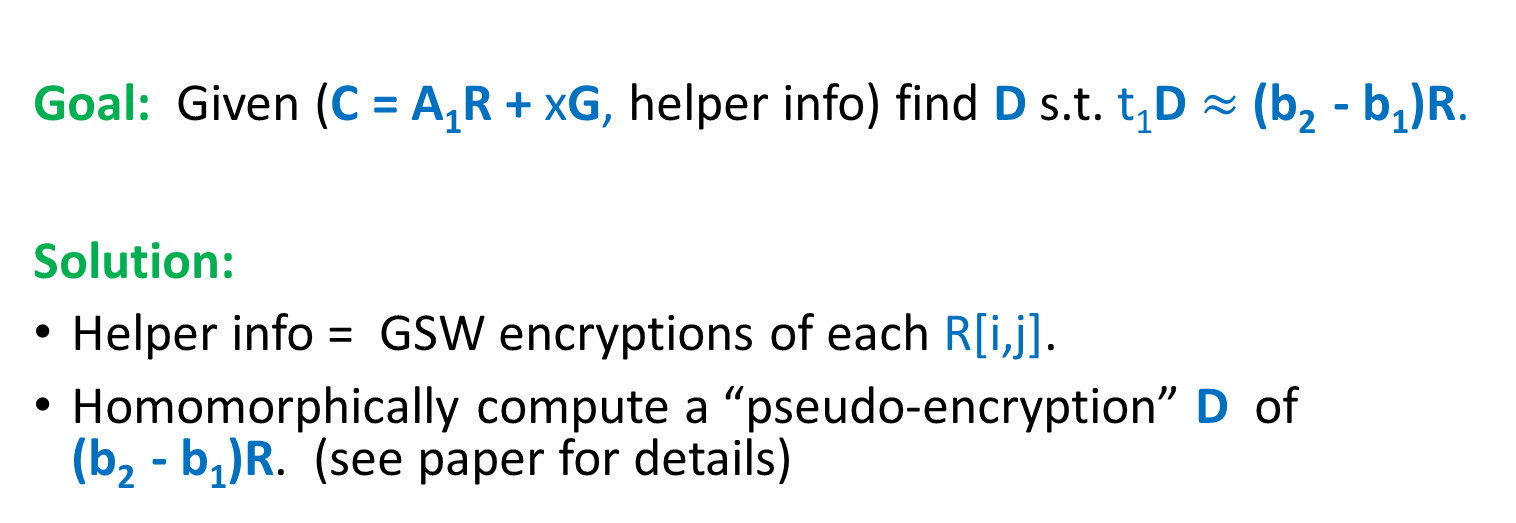 Goal: Given (C = A₁R + xG, helper info) find D s.t. t₁D ≈ (b₂ - b₁)R.
Solution:
• Helper info = GSW encryptions of each R[i,j].
• Homomorphically compute a “pseudo-encryption” D of
(b₂ - b₁)R. (see paper for details)